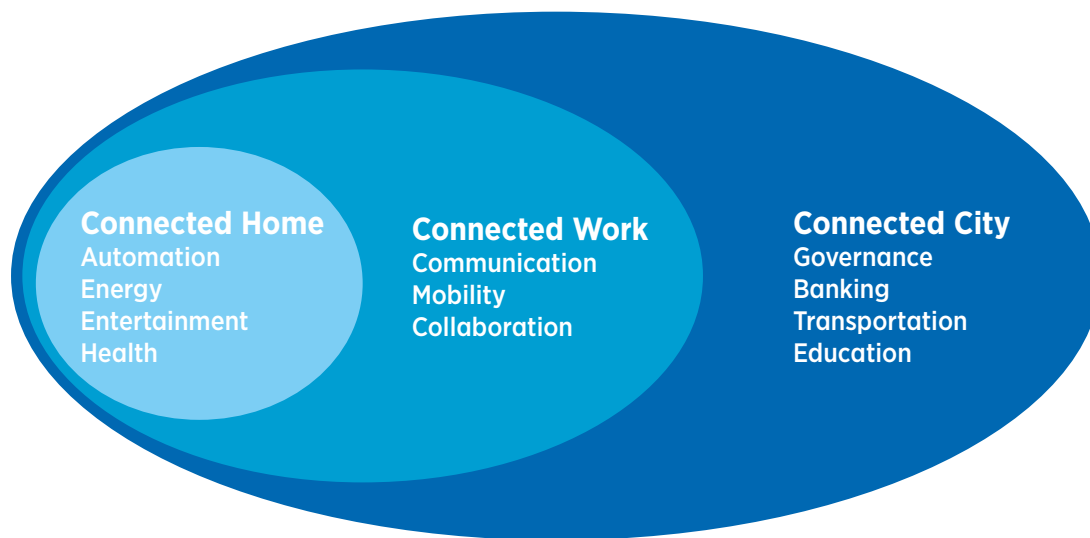 Connected Home
Automation
Energy
Entertainment
Health
Connected Work
Communication
Mobility
Collaboration
Connected City
Governance
Banking
Transportation
Education